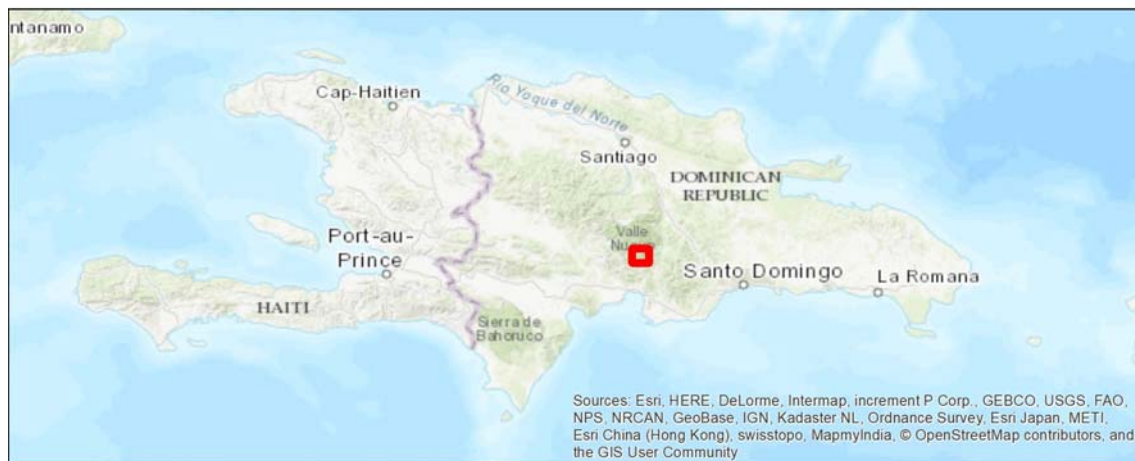 ntanamo
Cap-Haitien
Rio Yaque del Norte
Santiago
DOMINICAN
REPUBLIC
Valle
Port-au-
Prince
Santo Domingo
La Romana
HAITI
Sierra de
Bahoruco
Sources: Esri, HERE, DeLorme, Intermap, increment P Corp., GEBCO, USGS, FAO,
NPS, NRCAN, GeoBase, IGN, Kadaster NL, Ordnance Survey, Esri Japan, METI,
Esri China (Hong Kong), swisstopo, MapmyIndia, © OpenStreetMap contributors, and
the GIS User Community